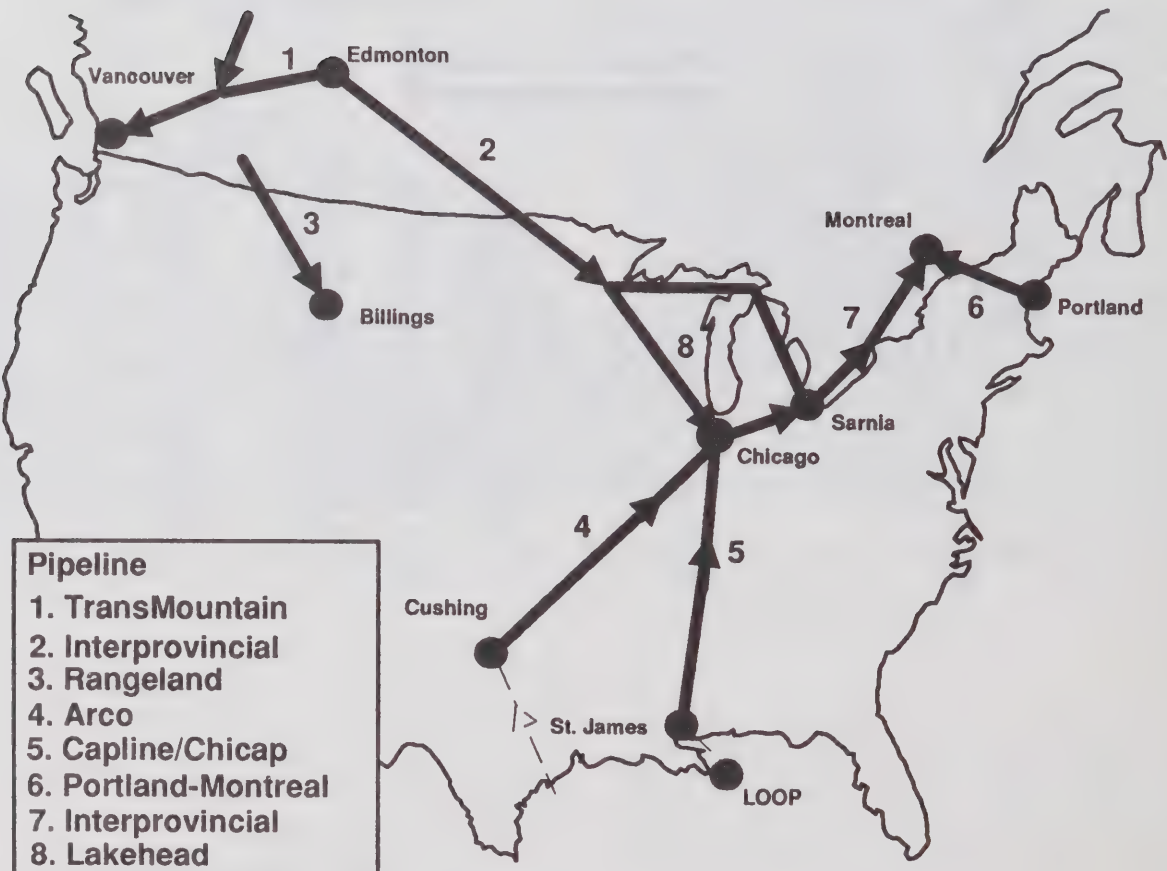 1
Edmonton
Vancouver
2
3
Montreal
Billings
7
6
Portland
8
Sarnia
Chicago
4
5
Pipeline
1. TransMountain
2. Interprovincial
3. Rangeland
4. Arco
5. Capline/Chicap
6. Portland-Montreal
7. Interprovincial
8. Lakehead
Cushing
St. James
LOOP